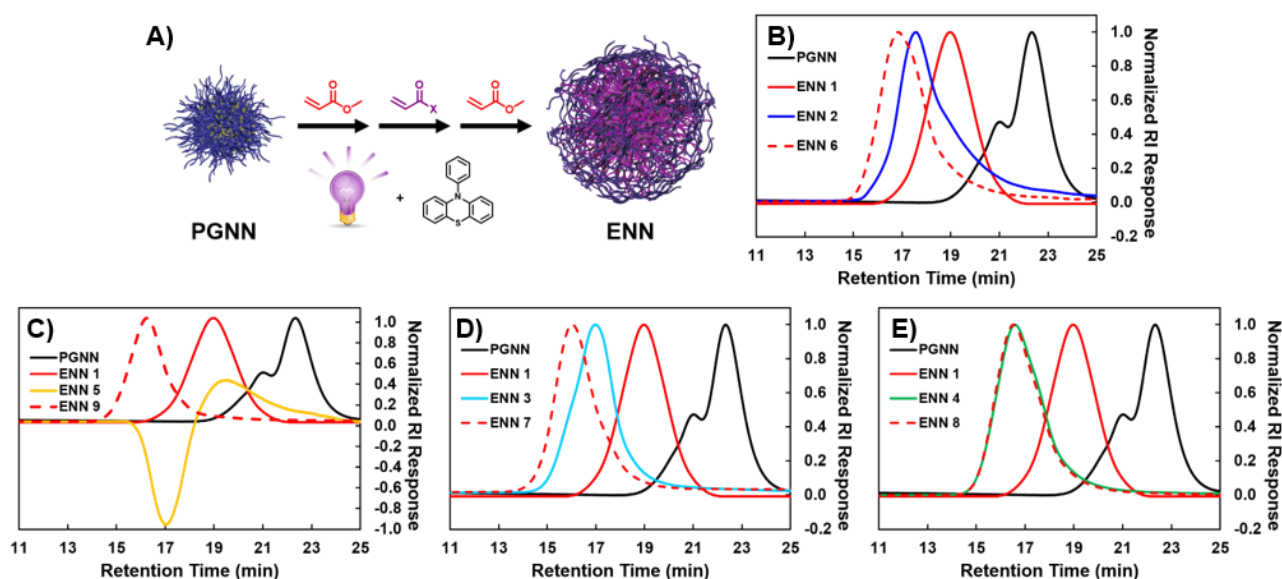 A)
O
O
X
O
O
O
N
S
+
PGNN
ENN
B)
PGNN
ENN 1
ENN 2
ENN 6
1.0
0.8
0.6
0.4
0.2
0.0
-0.2
Normalized RI Response
11 13 15 17 19 21 23 25
Retention Time (min)
C)
PGNN
ENN 1
ENN 5
ENN 9
1.0
0.8
0.6
0.4
0.2
0.0
-0.2
-0.4
-0.6
-0.8
-1.0
Normalized RI Response
11 13 15 17 19 21 23 25
Retention Time (min)
D)
PGNN
ENN 1
ENN 3
ENN 7
1.0
0.8
0.6
0.4
0.2
0.0
-0.2
Normalized RI Response
11 13 15 17 19 21 23 25
Retention Time (min)
E)
PGNN
ENN 1
ENN 4
ENN 8
1.0
0.8
0.6
0.4
0.2
0.0
-0.2
Normalized RI Response
11 13 15 17 19 21 23 25
Retention Time (min)